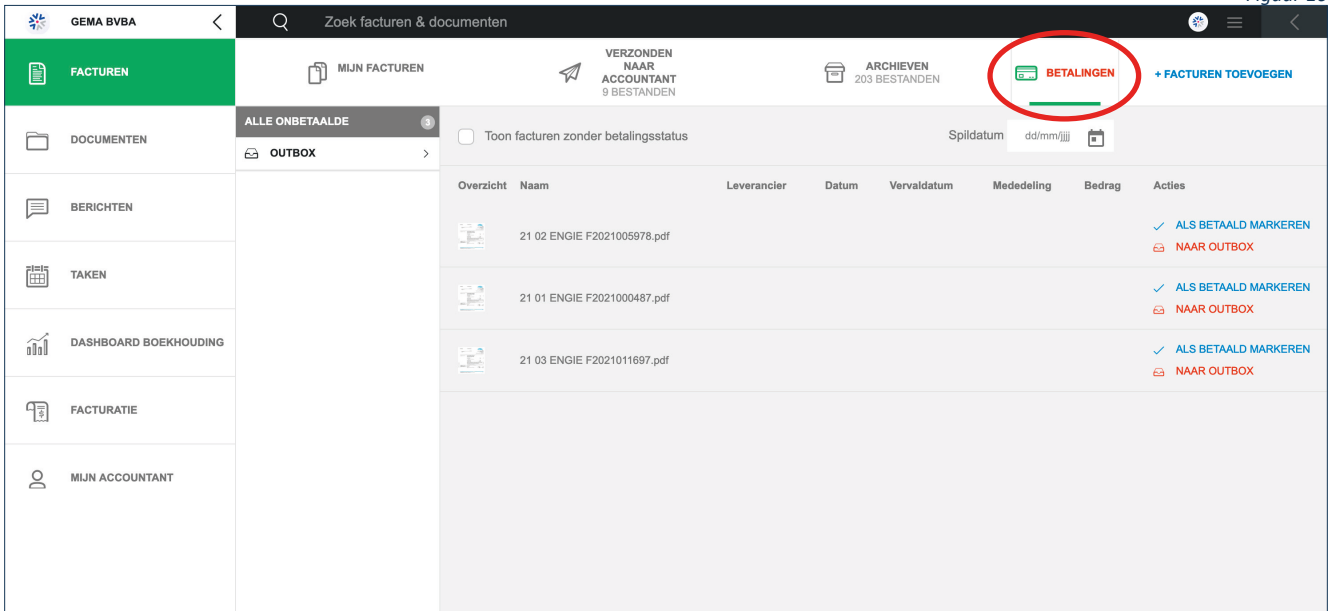 GEMA BVBA
Zoek facturen & documenten
FACTUREN
MIJN FACTUREN
VERZONDEN
NAAR
ACCOUNTANT
9 BESTANDEN
ARCHIEVEN
203 BESTANDEN
BETALINGEN
+ FACTUREN TOEVOEGEN
DOCUMENTEN
BERICHTEN
TAKEN
DASHBOARD BOEKHOUDING
FACTURATIE
MIJN ACCOUNTANT
ALLE ONBETAALDE 3
OUTBOX
Toon facturen zonder betalingsstatus
Spildatum dd/mm/jjjj
Overzicht Naam Leverancier Datum Vervaldatum Mededeling Bedrag Acties
21 02 ENGIE F2021005978.pdf
ALS BETAALD MARKEREN
NAAR OUTBOX
21 01 ENGIE F2021000487.pdf
ALS BETAALD MARKEREN
NAAR OUTBOX
21 03 ENGIE F2021011697.pdf
ALS BETAALD MARKEREN
NAAR OUTBOX